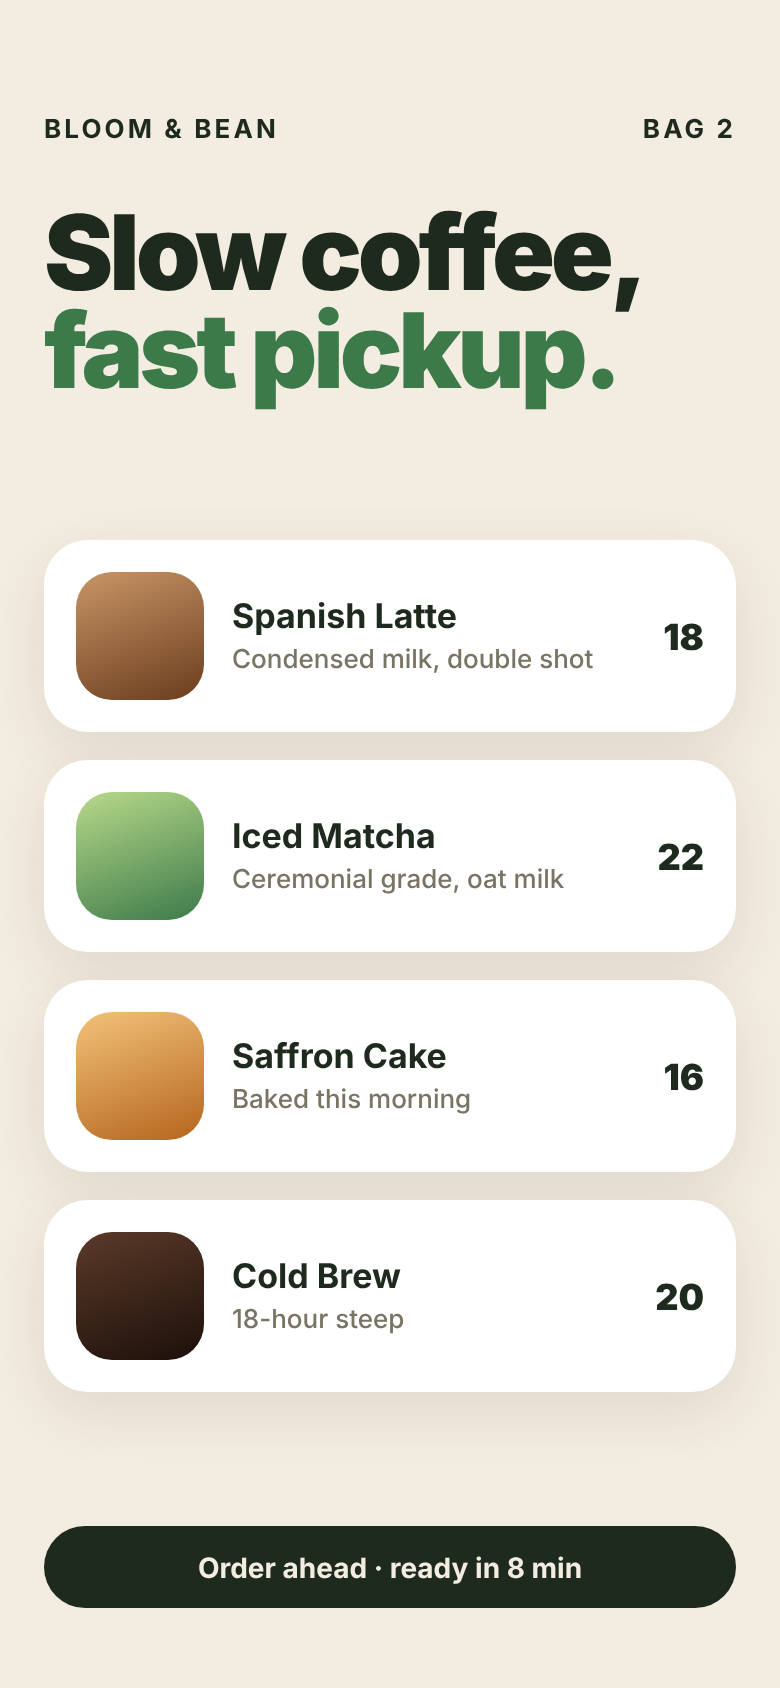 BLOOM & BEAN
BAG 2
Slow coffee,
fast pickup.
Spanish Latte
Condensed milk, double shot
18
Iced Matcha
Ceremonial grade, oat milk
22
Saffron Cake
Baked this morning
16
Cold Brew
18-hour steep
20
Order ahead · ready in 8 min